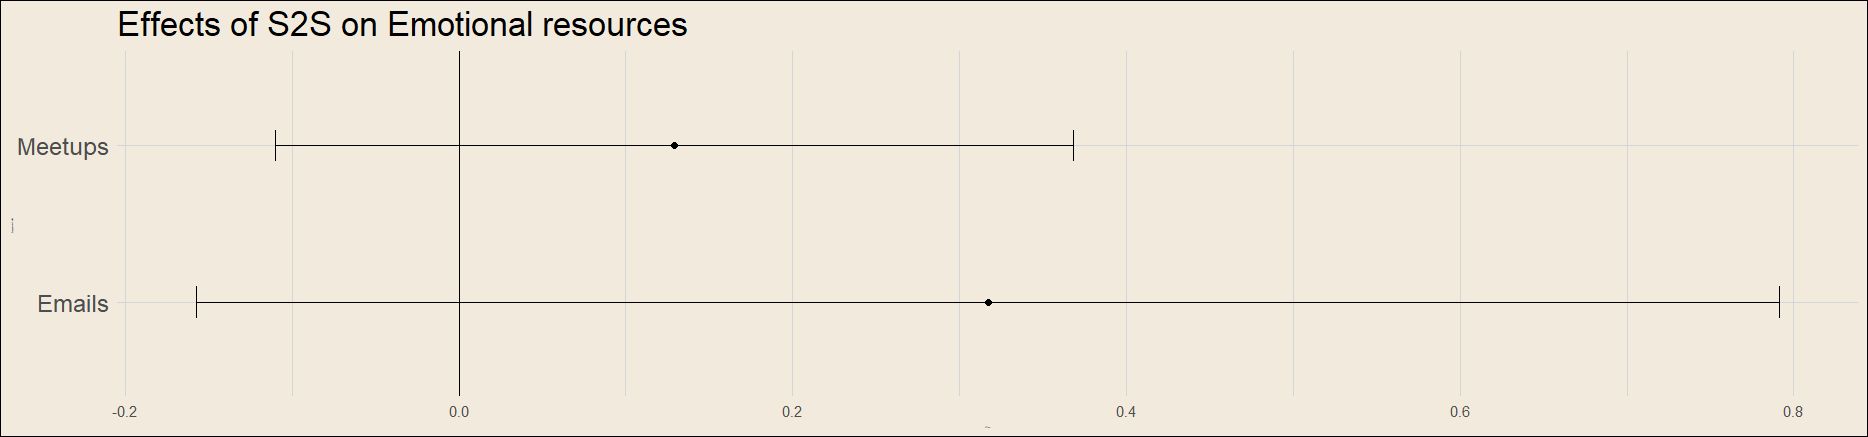 Effects of S2S on Emotional resources
Meetups
Emails
-0.2 0.0 0.2 0.4 0.6 0.8